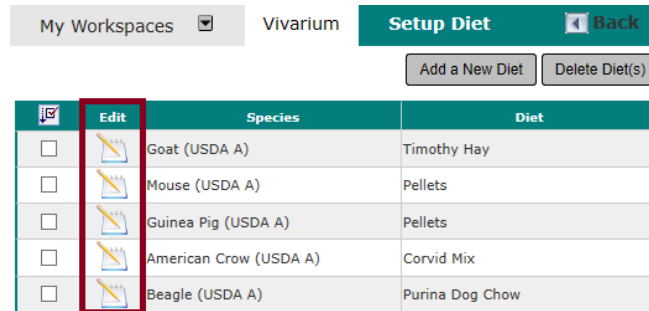 My Workspaces Vivarium Setup Diet Back
Add a New Diet Delete Diet(s)
Edit Species Diet
Goat (USDA A) Timothy Hay
Mouse (USDA A) Pellets
Guinea Pig (USDA A) Pellets
American Crow (USDA A) Corvid Mix
Beagle (USDA A) Purina Dog Chow